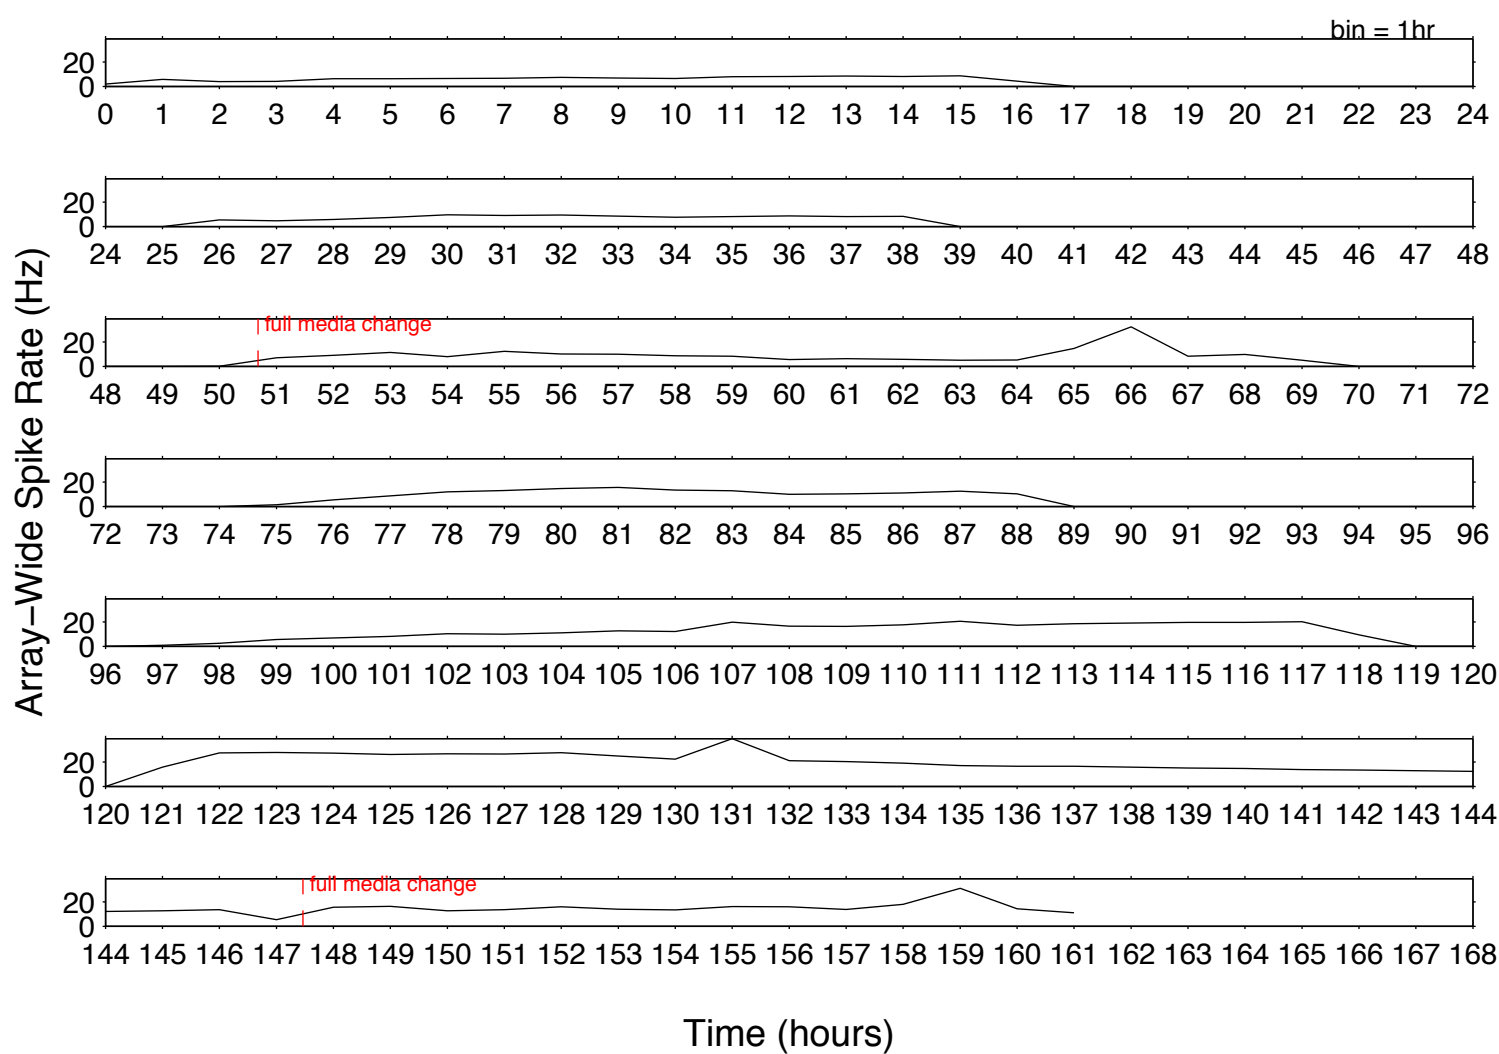 bin = 1hr
20
0
0 1 2 3 4 5 6 7 8 9 10 11 12 13 14 15 16 17 18 19 20 21 22 23 24
20
0
24 25 26 27 28 29 30 31 32 33 34 35 36 37 38 39 40 41 42 43 44 45 46 47 48
full media change
20
0
48 49 50 51 52 53 54 55 56 57 58 59 60 61 62 63 64 65 66 67 68 69 70 71 72
20
0
72 73 74 75 76 77 78 79 80 81 82 83 84 85 86 87 88 89 90 91 92 93 94 95 96
20
0
96 97 98 99 100 101 102 103 104 105 106 107 108 109 110 111 112 113 114 115 116 117 118 119 120
20
0
120 121 122 123 124 125 126 127 128 129 130 131 132 133 134 135 136 137 138 139 140 141 142 143 144
full media change
20
0
144 145 146 147 148 149 150 151 152 153 154 155 156 157 158 159 160 161 162 163 164 165 166 167 168
Array-Wide Spike Rate (Hz)
Time (hours)